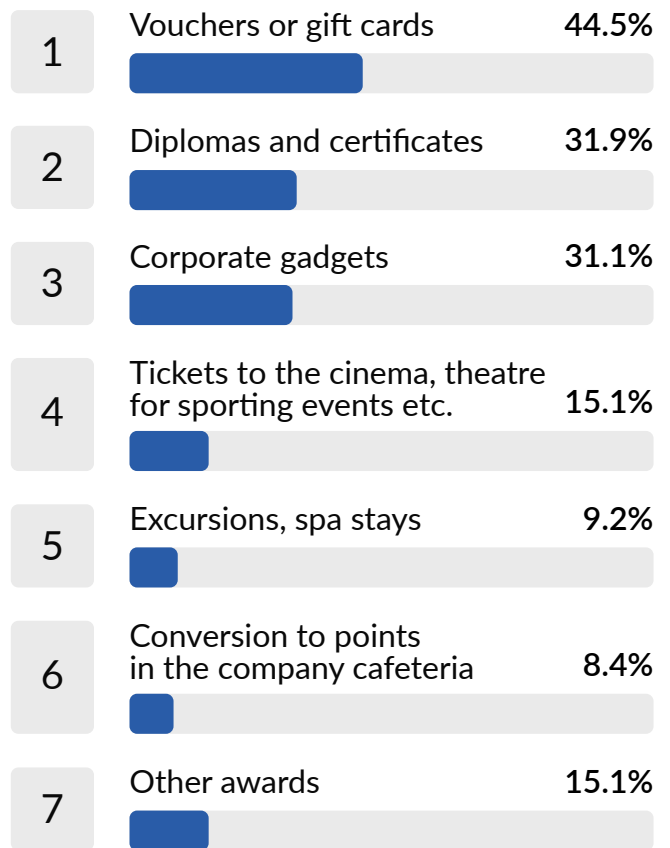 1
Vouchers or gift cards 44.5%
2
Diplomas and certificates 31.9%
3
Corporate gadgets 31.1%
4
Tickets to the cinema, theatre
for sporting events etc. 15.1%
5
Excursions, spa stays 9.2%
6
Conversion to points
in the company cafeteria 8.4%
7
Other awards 15.1%